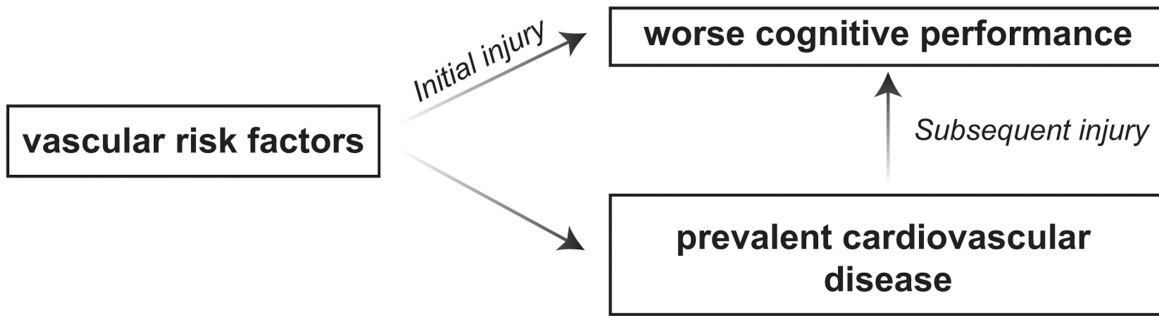 worse cognitive performance
Initial injury
vascular risk factors
Subsequent injury
prevalent cardiovascular
disease